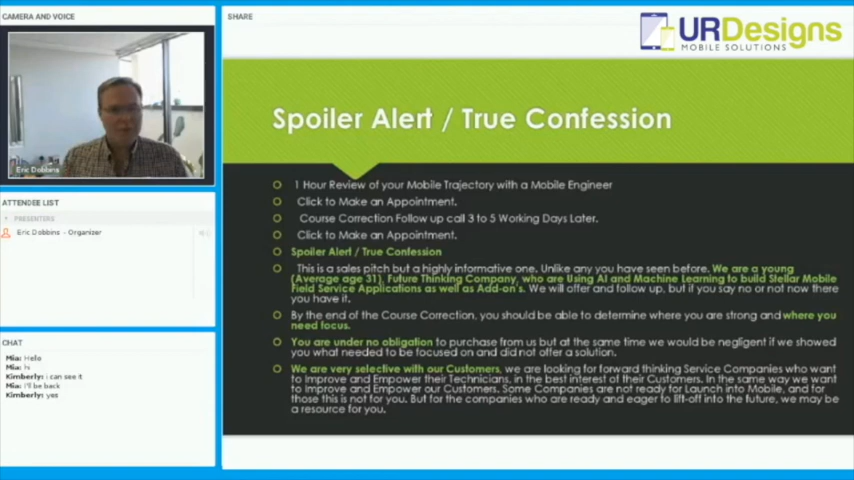 CAMERA AND VOICE
Eric Dobbins
ATTENDEE LIST
PRESENTERS
Eric Dobbins - Organizer
CHAT
Mia: Hello
Mia: hi
Kimberly: i can see it
Mia: I'll be back
Kimberly: yes
SHARE
URDesigns
MOBILE SOLUTIONS
Spoiler Alert / True Confession
1 Hour Review of your Mobile Trajectory with a Mobile Engineer
Click to Make an Appointment.
Course Correction Follow up call 3 to 5 Working Days Later.
Click to Make an Appointment.
Spoiler Alert / True Confession
This is a sales pitch but a highly informative one. Unlike any you have seen before. We are a young
(Average age 31), Future Thinking Company, who are Using AI and Machine Learning to build Stellar Mobile
Field Service Applications as well as Add-on's. We will offer and follow up, but if you say no or not now there
you have it.
By the end of the Course Correction, you should be able to determine where you are strong and where you
need focus.
You are under no obligation to purchase from us but at the same time we would be negligent if we showed
you what needed to be focused on and did not offer a solution.
We are very selective with our Customers, we are looking for forward thinking Service Companies who want
to Improve and Empower their Technicians, in the best interest of their Customers. In the same way we want
to Improve and Empower our Customers. Some Companies are not ready for Launch into Mobile, and for
those this is not for you. But for the companies who are ready and eager to lift-off into the future, we may be
a resource for you.